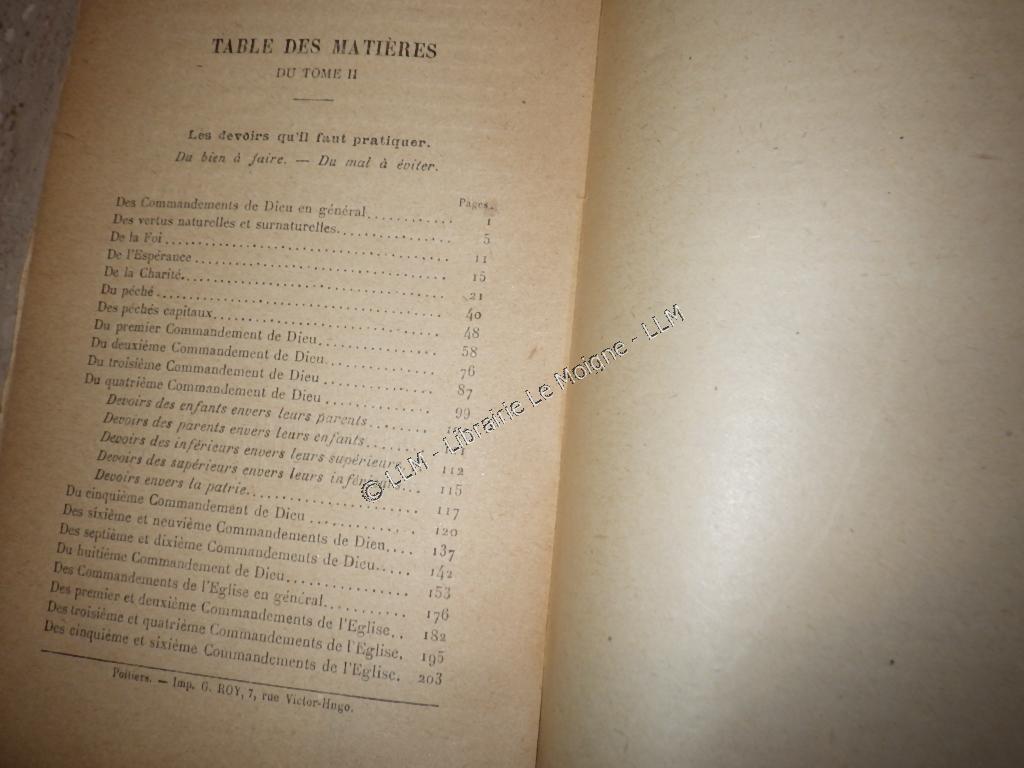 TABLE DES MATIÈRES
DU TOME II
Les devoirs qu'il faut pratiquer.
Du bien à faire. — Du mal à éviter.
Pages.
Des Commandements de Dieu en général.......... 1
Des vertus naturelles et surnaturelles.......... 5
De la Foi.......... 11
De l'Espérance.......... 15
De la Charité.......... 21
Du péché.......... 40
Des péchés capitaux.......... 48
Du premier Commandement de Dieu.......... 58
Du deuxième Commandement de Dieu.......... 76
Du troisième Commandement de Dieu.......... 87
Du quatrième Commandement de Dieu.......... 99
Devoirs des enfants envers leurs parents..........
Devoirs des parents envers leurs enfants..........
Devoirs des inférieurs envers leurs supérieurs... 112
Devoirs des supérieurs envers leurs inférieurs... 115
Devoirs envers la patrie.......... 117
Du cinquième Commandement de Dieu.......... 120
Des sixième et neuvième Commandements de Dieu.... 137
Des septième et dixième Commandements de Dieu..... 142
Du huitième Commandement de Dieu.......... 153
Des Commandements de l'Eglise en général.......... 176
Des premier et deuxième Commandements de l'Eglise.. 182
Des troisième et quatrième Commandements de l'Eglise. 195
Des cinquième et sixième Commandements de l'Eglise. 203
Poitiers. — Imp. G. ROY, 7, rue Victor-Hugo.
© LLM - Librairie Le Moigne - LLM